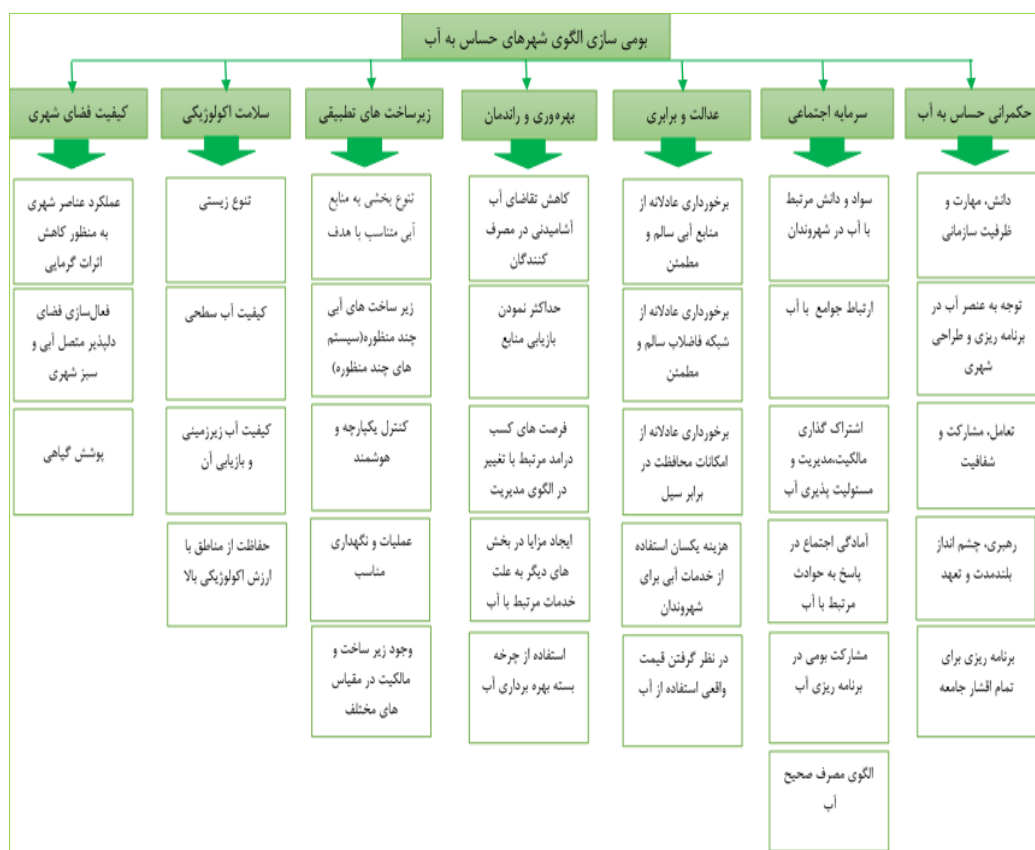 بومی سازی الگوی شهرهای حساس به آب
حکمرانی حساس به آب
دانش، مهارت و
ظرفیت سازمانی
توجه به عنصر آب در
برنامه ریزی و طراحی
شهری
تعامل، مشارکت و
شفافیت
رهبری، چشم انداز
بلندمدت و تعهد
برنامه ریزی برای
تمام اقشار جامعه
سرمایه اجتماعی
سواد و دانش مرتبط
با آب در شهروندان
ارتباط جوامع با آب
اشتراک گذاری
مالکیت،مدیریت و
مسئولیت پذیری آب
آمادگی اجتماع در
پاسخ به حوادث
مرتبط با آب
مشارکت بومی در
برنامه ریزی آب
الگوی مصرف صحیح
آب
عدالت و برابری
برخورداری عادلانه از
منابع آبی سالم و
مطمئن
برخورداری عادلانه از
شبکه فاضلاب سالم و
مطمئن
برخورداری عادلانه از
امکانات محافظت در
برابر سیل
هزینه یکسان استفاده
از خدمات آبی برای
شهروندان
در نظر گرفتن قیمت
واقعی استفاده از آب
بهره‌وری و راندمان
کاهش تقاضای آب
آشامیدنی در مصرف
کنندگان
حداکثر نمودن
بازیابی منابع
فرصت های کسب
درامد مرتبط با تغییر
در الگوی مدیریت
ایجاد مزایا در بخش
های دیگر به علت
خدمات مرتبط با آب
استفاده از چرخه
بسته بهره برداری آب
زیرساخت های تطبیقی
تنوع بخشی به منابع
آبی متناسب با هدف
زیر ساخت های آبی
چند منظوره(سیستم
های چند منظوره)
کنترل یکپارچه و
هوشمند
عملیات و نگهداری
مناسب
وجود زیر ساخت و
مالکیت در مقیاس
های مختلف
سلامت اکولوژیکی
تنوع زیستی
کیفیت آب سطحی
کیفیت آب زیرزمینی
و بازیابی آن
حفاظت از مناطق با
ارزش اکولوژیکی بالا
کیفیت فضای شهری
عملکرد عناصر شهری
به منظور کاهش
اثرات گرمایی
فعال‌سازی فضای
دلپذیر متصل آبی و
سبز شهری
پوشش گیاهی